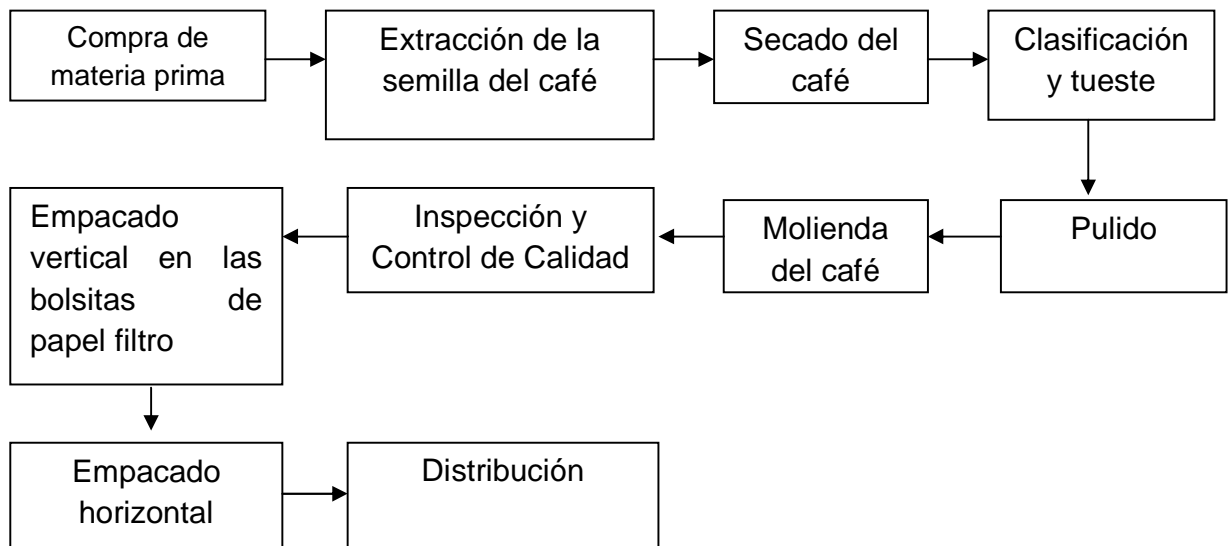 Compra de
materia prima
Extracción de la
semilla del café
Secado del
café
Clasificación
y tueste
Pulido
Molienda
del café
Inspección y
Control de Calidad
Empacado
vertical en las
bolsitas de
papel filtro
Empacado
horizontal
Distribución